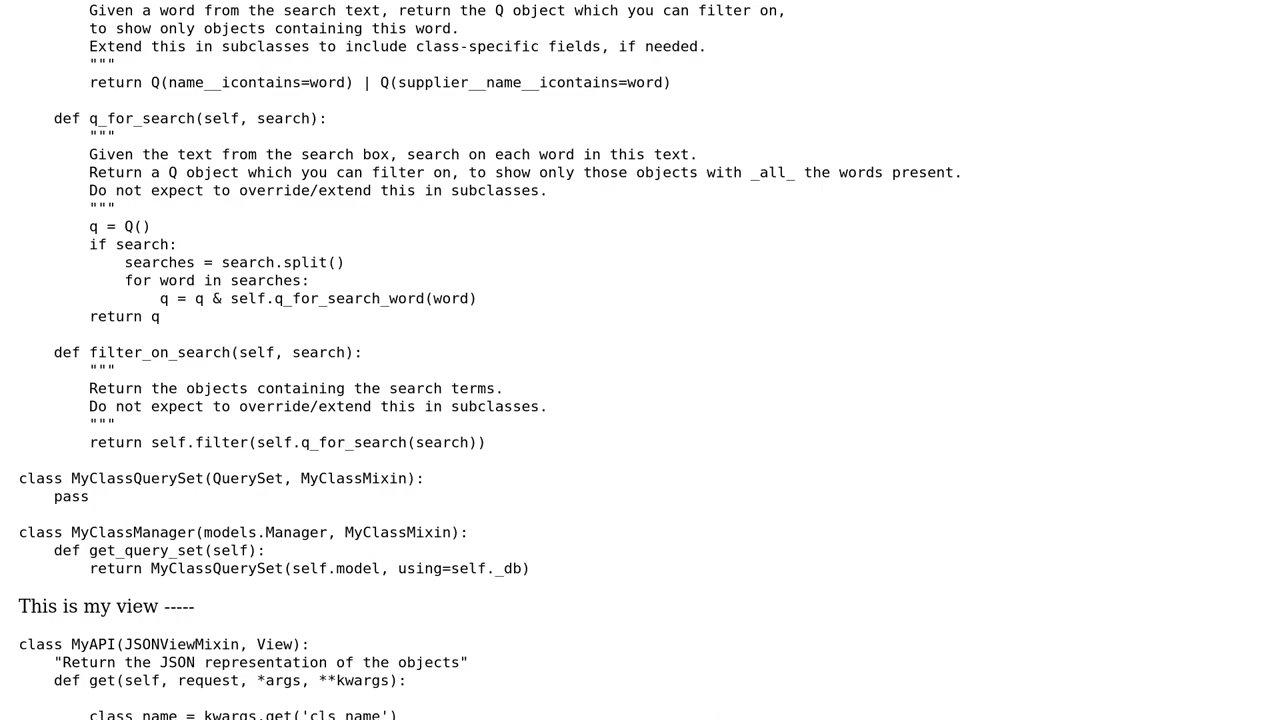 Given a word from the search text, return the Q object which you can filter on,
to show only objects containing this word.
Extend this in subclasses to include class-specific fields, if needed.
"""
return Q(name__icontains=word) | Q(supplier__name__icontains=word)
def q_for_search(self, search):
"""
Given the text from the search box, search on each word in this text.
Return a Q object which you can filter on, to show only those objects with _all_ the words present.
Do not expect to override/extend this in subclasses.
"""
q = Q()
if search:
searches = search.split()
for word in searches:
q = q & self.q_for_search_word(word)
return q
def filter_on_search(self, search):
"""
Return the objects containing the search terms.
Do not expect to override/extend this in subclasses.
"""
return self.filter(self.q_for_search(search))
class MyClassQuerySet(QuerySet, MyClassMixin):
pass
class MyClassManager(models.Manager, MyClassMixin):
def get_query_set(self):
return MyClassQuerySet(self.model, using=self._db)
This is my view -----
class MyAPI(JSONViewMixin, View):
"Return the JSON representation of the objects"
def get(self, request, *args, **kwargs):
class_name = kwargs.get('cls_name')